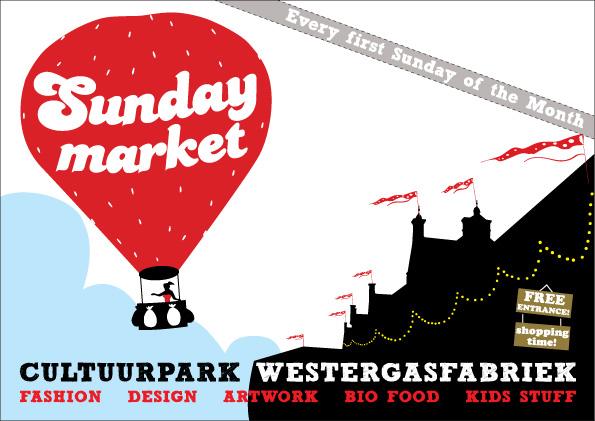 Every first Sunday of the Month
Sunday
market
FREE
ENTRANCE!
shopping
time!
CULTUURPARK WESTERGASFABRIEK
FASHION DESIGN ARTWORK BIO FOOD KIDS STUFF